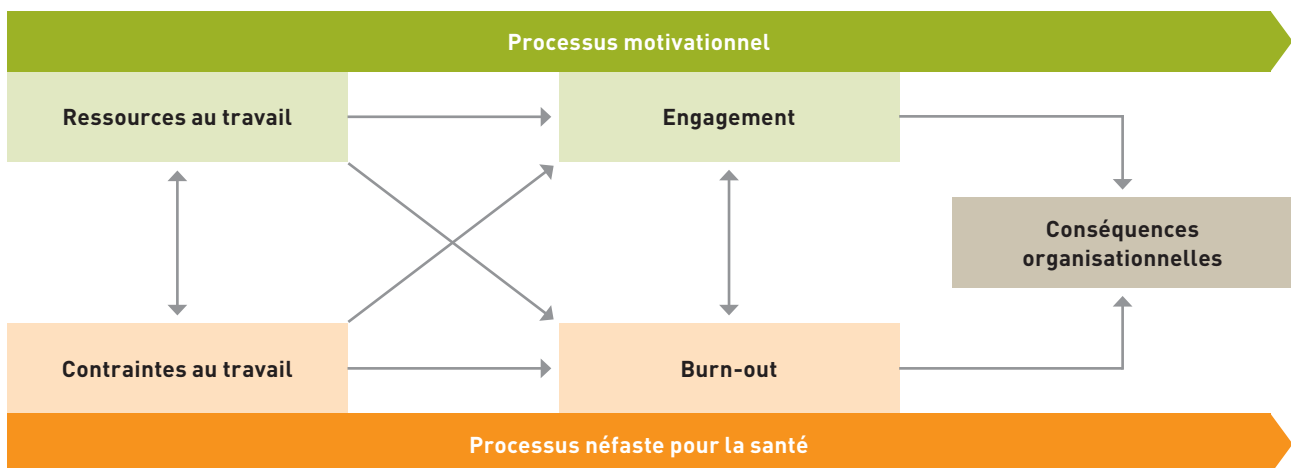 Processus motivationnel
Ressources au travail
Engagement
Conséquences
organisationnelles
Contraintes au travail
Burn-out
Processus néfaste pour la santé